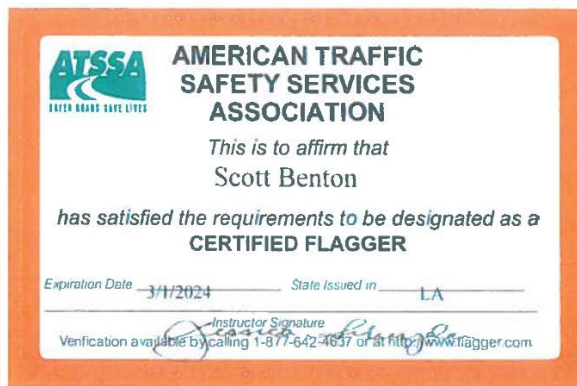 ATSSA
SAFER ROADS SAVE LIVES
AMERICAN TRAFFIC
SAFETY SERVICES
ASSOCIATION
This is to affirm that
Scott Benton
has satisfied the requirements to be designated as a
CERTIFIED FLAGGER
Expiration Date 3/1/2024 State Issued in LA
Instructor Signature Jessica
Verification available by calling 1-877-642-4637 or at http://www.flagger.com